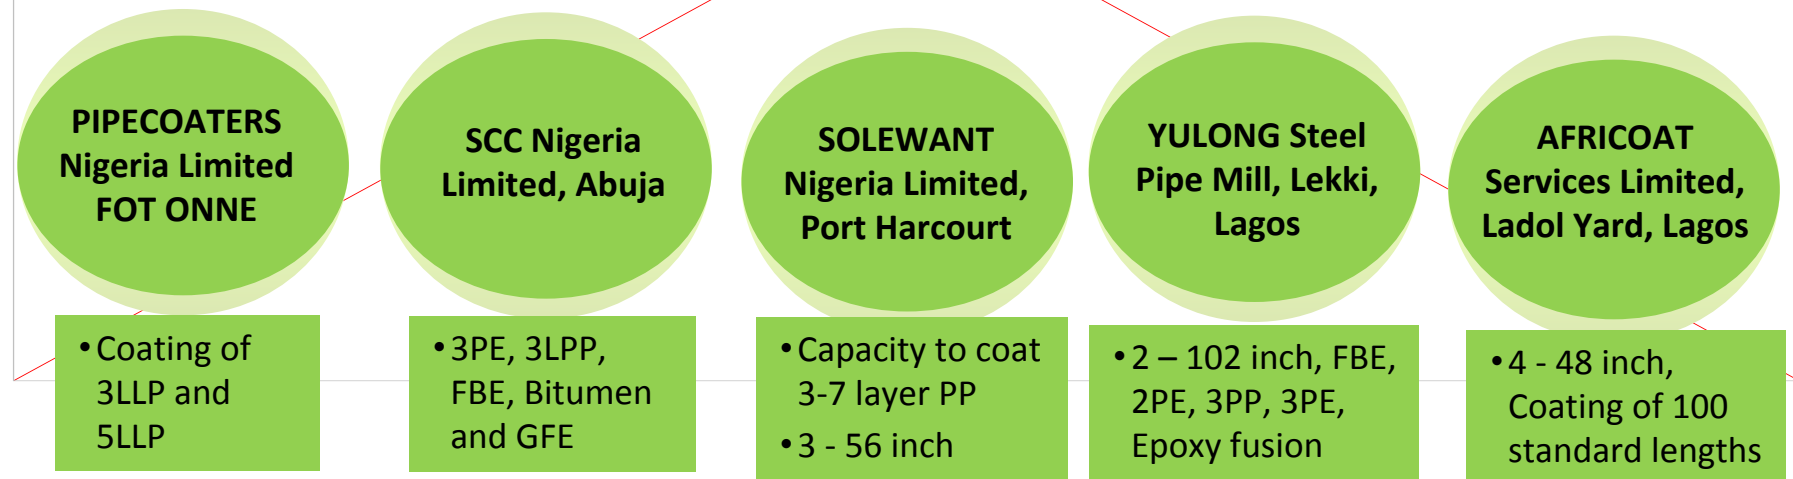 PIPECOATERS
Nigeria Limited
FOT ONNE
SCC Nigeria
Limited, Abuja
SOLEWANT
Nigeria Limited,
Port Harcourt
YULONG Steel
Pipe Mill, Lekki,
Lagos
AFRICOAT
Services Limited,
Ladol Yard, Lagos
• Coating of
3LLP and
5LLP
• 3PE, 3LPP,
FBE, Bitumen
and GFE
• Capacity to coat
3-7 layer PP
• 3 - 56 inch
• 2 – 102 inch, FBE,
2PE, 3PP, 3PE,
Epoxy fusion
• 4 - 48 inch,
Coating of 100
standard lengths